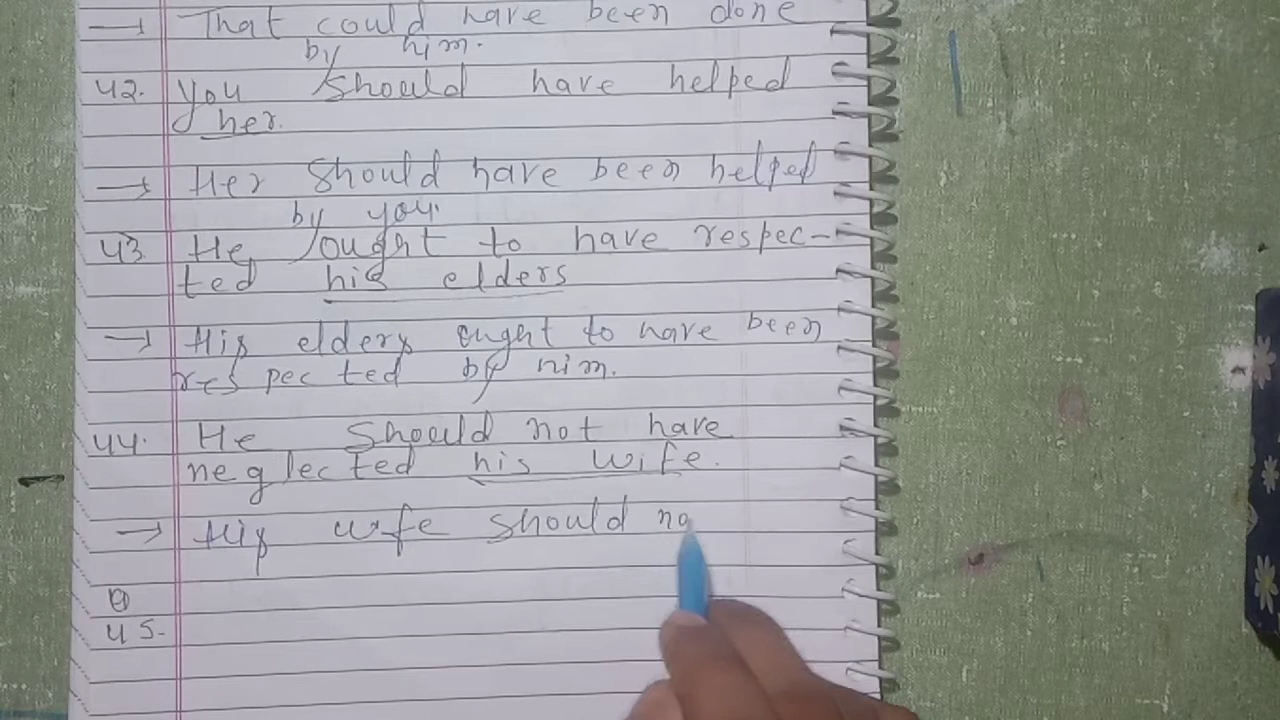 → That could have been done
by him.
42. You should have helped
her.
→ Her should have been helped
by you.
43. He ought to have respec-
ted his elders
→ His elders ought to have been
respected by him.
44. He should not have
neglected his wife.
→ His wife should no
Q
45.